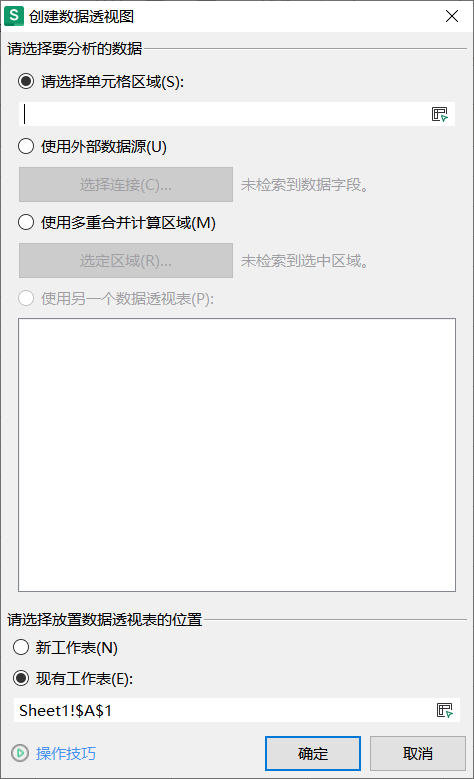 S 创建数据透视图
请选择要分析的数据
请选择单元格区域(S):
使用外部数据源(U)
选择连接(C)... 未检索到数据字段。
使用多重合并计算区域(M)
选定区域(R)... 未检索到选中区域。
使用另一个数据透视表(P):
请选择放置数据透视表的位置
新工作表(N)
现有工作表(E):
Sheet1!$A$1
操作技巧 确定 取消